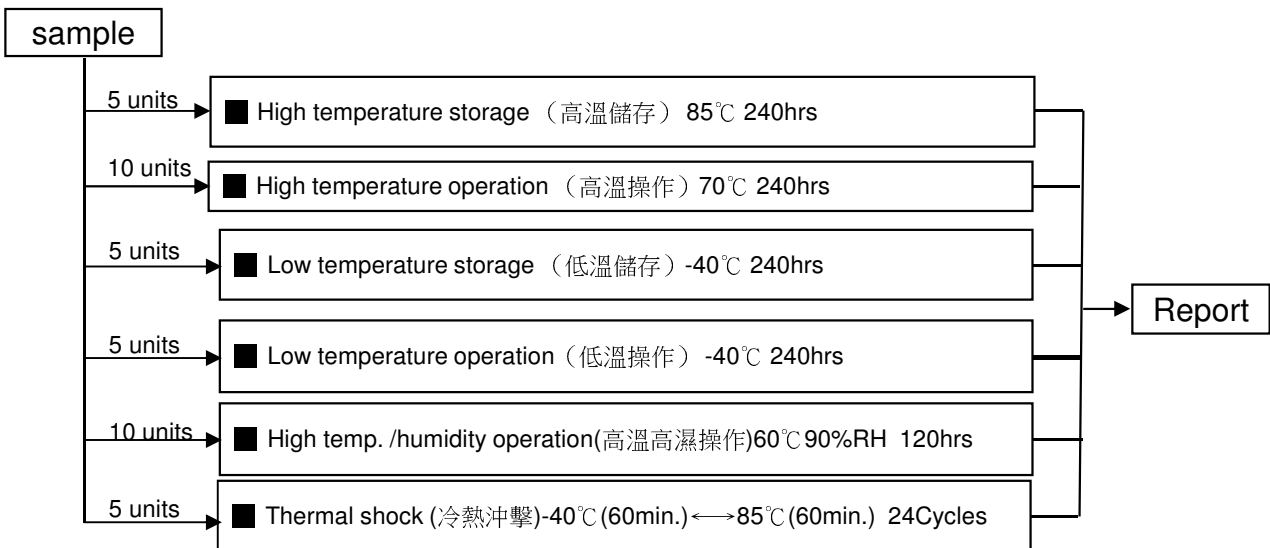 sample
5 units
■ High temperature storage （高溫儲存） 85℃ 240hrs
10 units
■ High temperature operation （高溫操作）70℃ 240hrs
5 units
■ Low temperature storage （低溫儲存）-40℃ 240hrs
Report
5 units
■ Low temperature operation（低溫操作） -40℃ 240hrs
10 units
■ High temp. /humidity operation(高溫高濕操作)60℃90%RH 120hrs
5 units
■ Thermal shock (冷熱沖擊)-40℃(60min.)←→85℃(60min.) 24Cycles